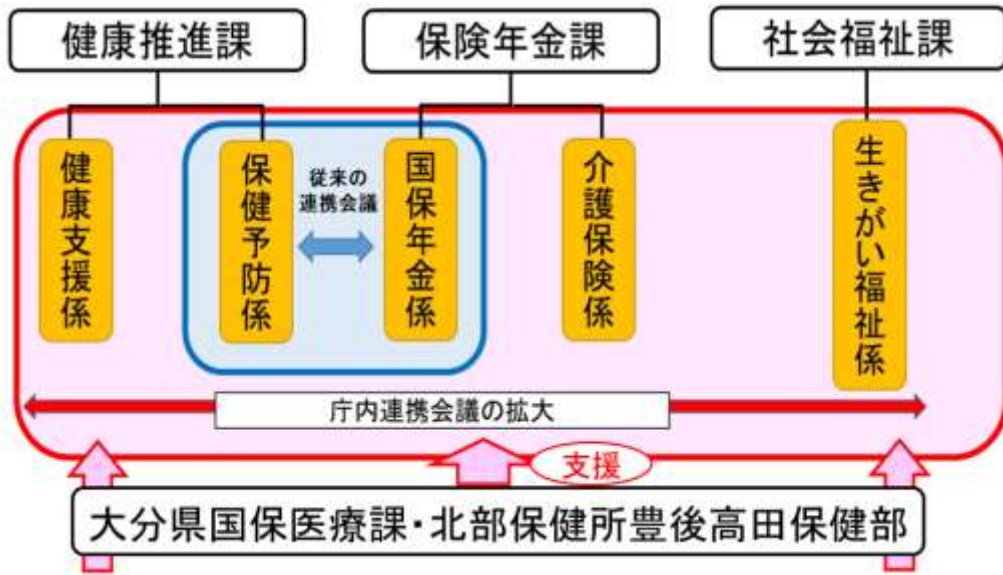 健康推進課
保険年金課
社会福祉課
健康支援係
保健予防係
従来の
連携会議
国保年金係
介護保険係
生きがい福祉係
庁内連携会議の拡大
支援
大分県国保医療課・北部保健所豊後高田保健部